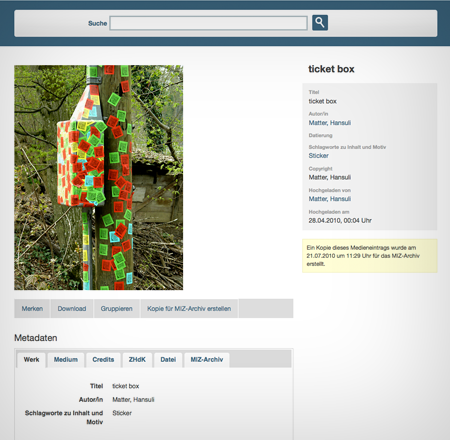 Suche
ticket box
Titel
ticket box
Autor/in
Matter, Hansuli
Datierung
Schlagworte zu Inhalt und Motiv
Sticker
Copyright
Matter, Hansuli
Hochgeladen von
Matter, Hansuli
Hochgeladen am
28.04.2010, 00:04 Uhr
Ein Kopie dieses Medieneintrags wurde am
21.07.2010 um 11:29 Uhr für das MIZ-Archiv
erstellt.
Merken Download Gruppieren Kopie für MIZ-Archiv erstellen
Metadaten
Werk Medium Credits ZHdK Datei MIZ-Archiv
Titel ticket box
Autor/in Matter, Hansuli
Schlagworte zu Inhalt und Sticker
Motiv